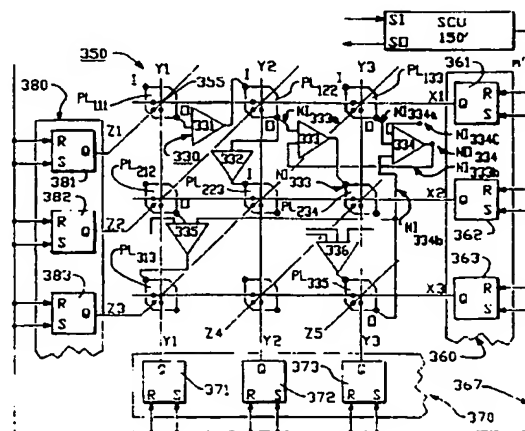 SI SCU
SO 150'
350 Y1 Y2 Y3
380 I 355 I PL122 I PL133 361
PL111 X1 R Q S
Z1 331 NI333a NI334a NI334C
R Q S 330 332 333 334 NO 334
381 PL212 NI333b
382 PL223 I 333 X2 R Q S
R Q S Z2 335 PL234 NI334b 362
383 PL313 336 363
R Q S Z3 Z4 PL335 Z5 X3 R Q S
Y1 Y2 Y3 360
371 372 373 367
R S R S R S 370